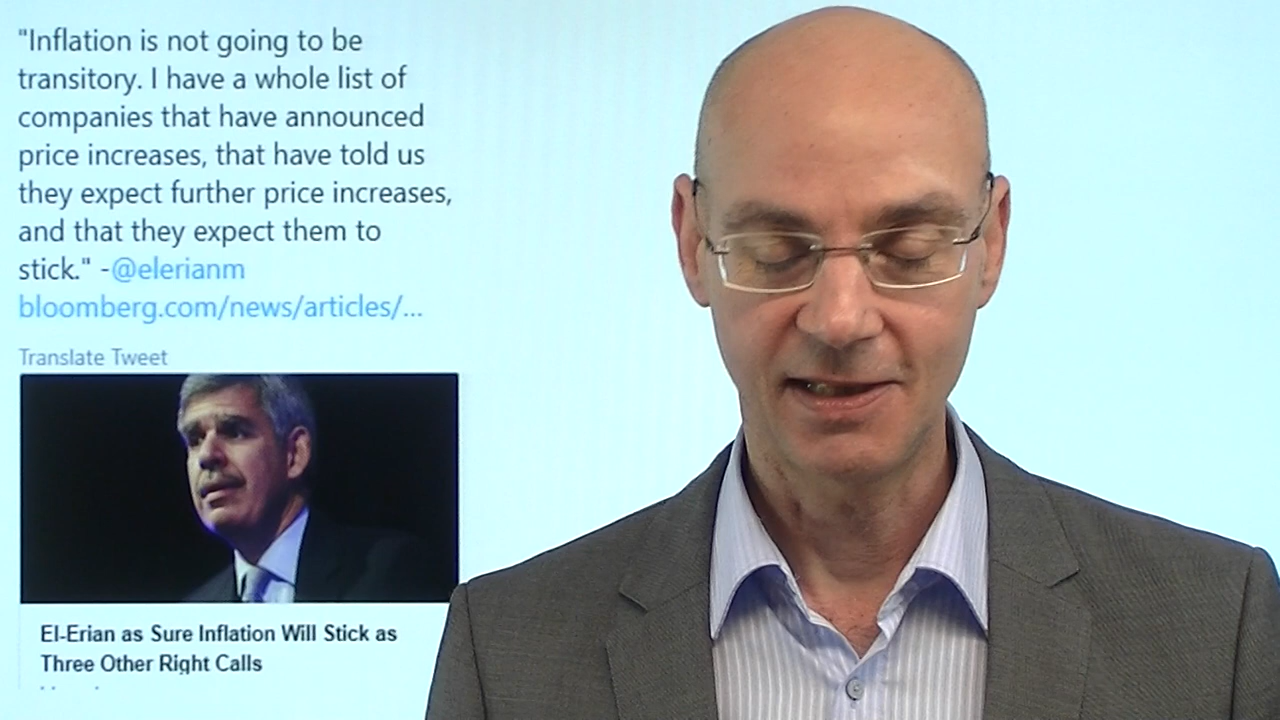 "Inflation is not going to be
transitory. I have a whole list of
companies that have announced
price increases, that have told us
they expect further price increases,
and that they expect them to
stick." -@elerianm
bloomberg.com/news/articles/...
Translate Tweet
El-Erian as Sure Inflation Will Stick as
Three Other Right Calls